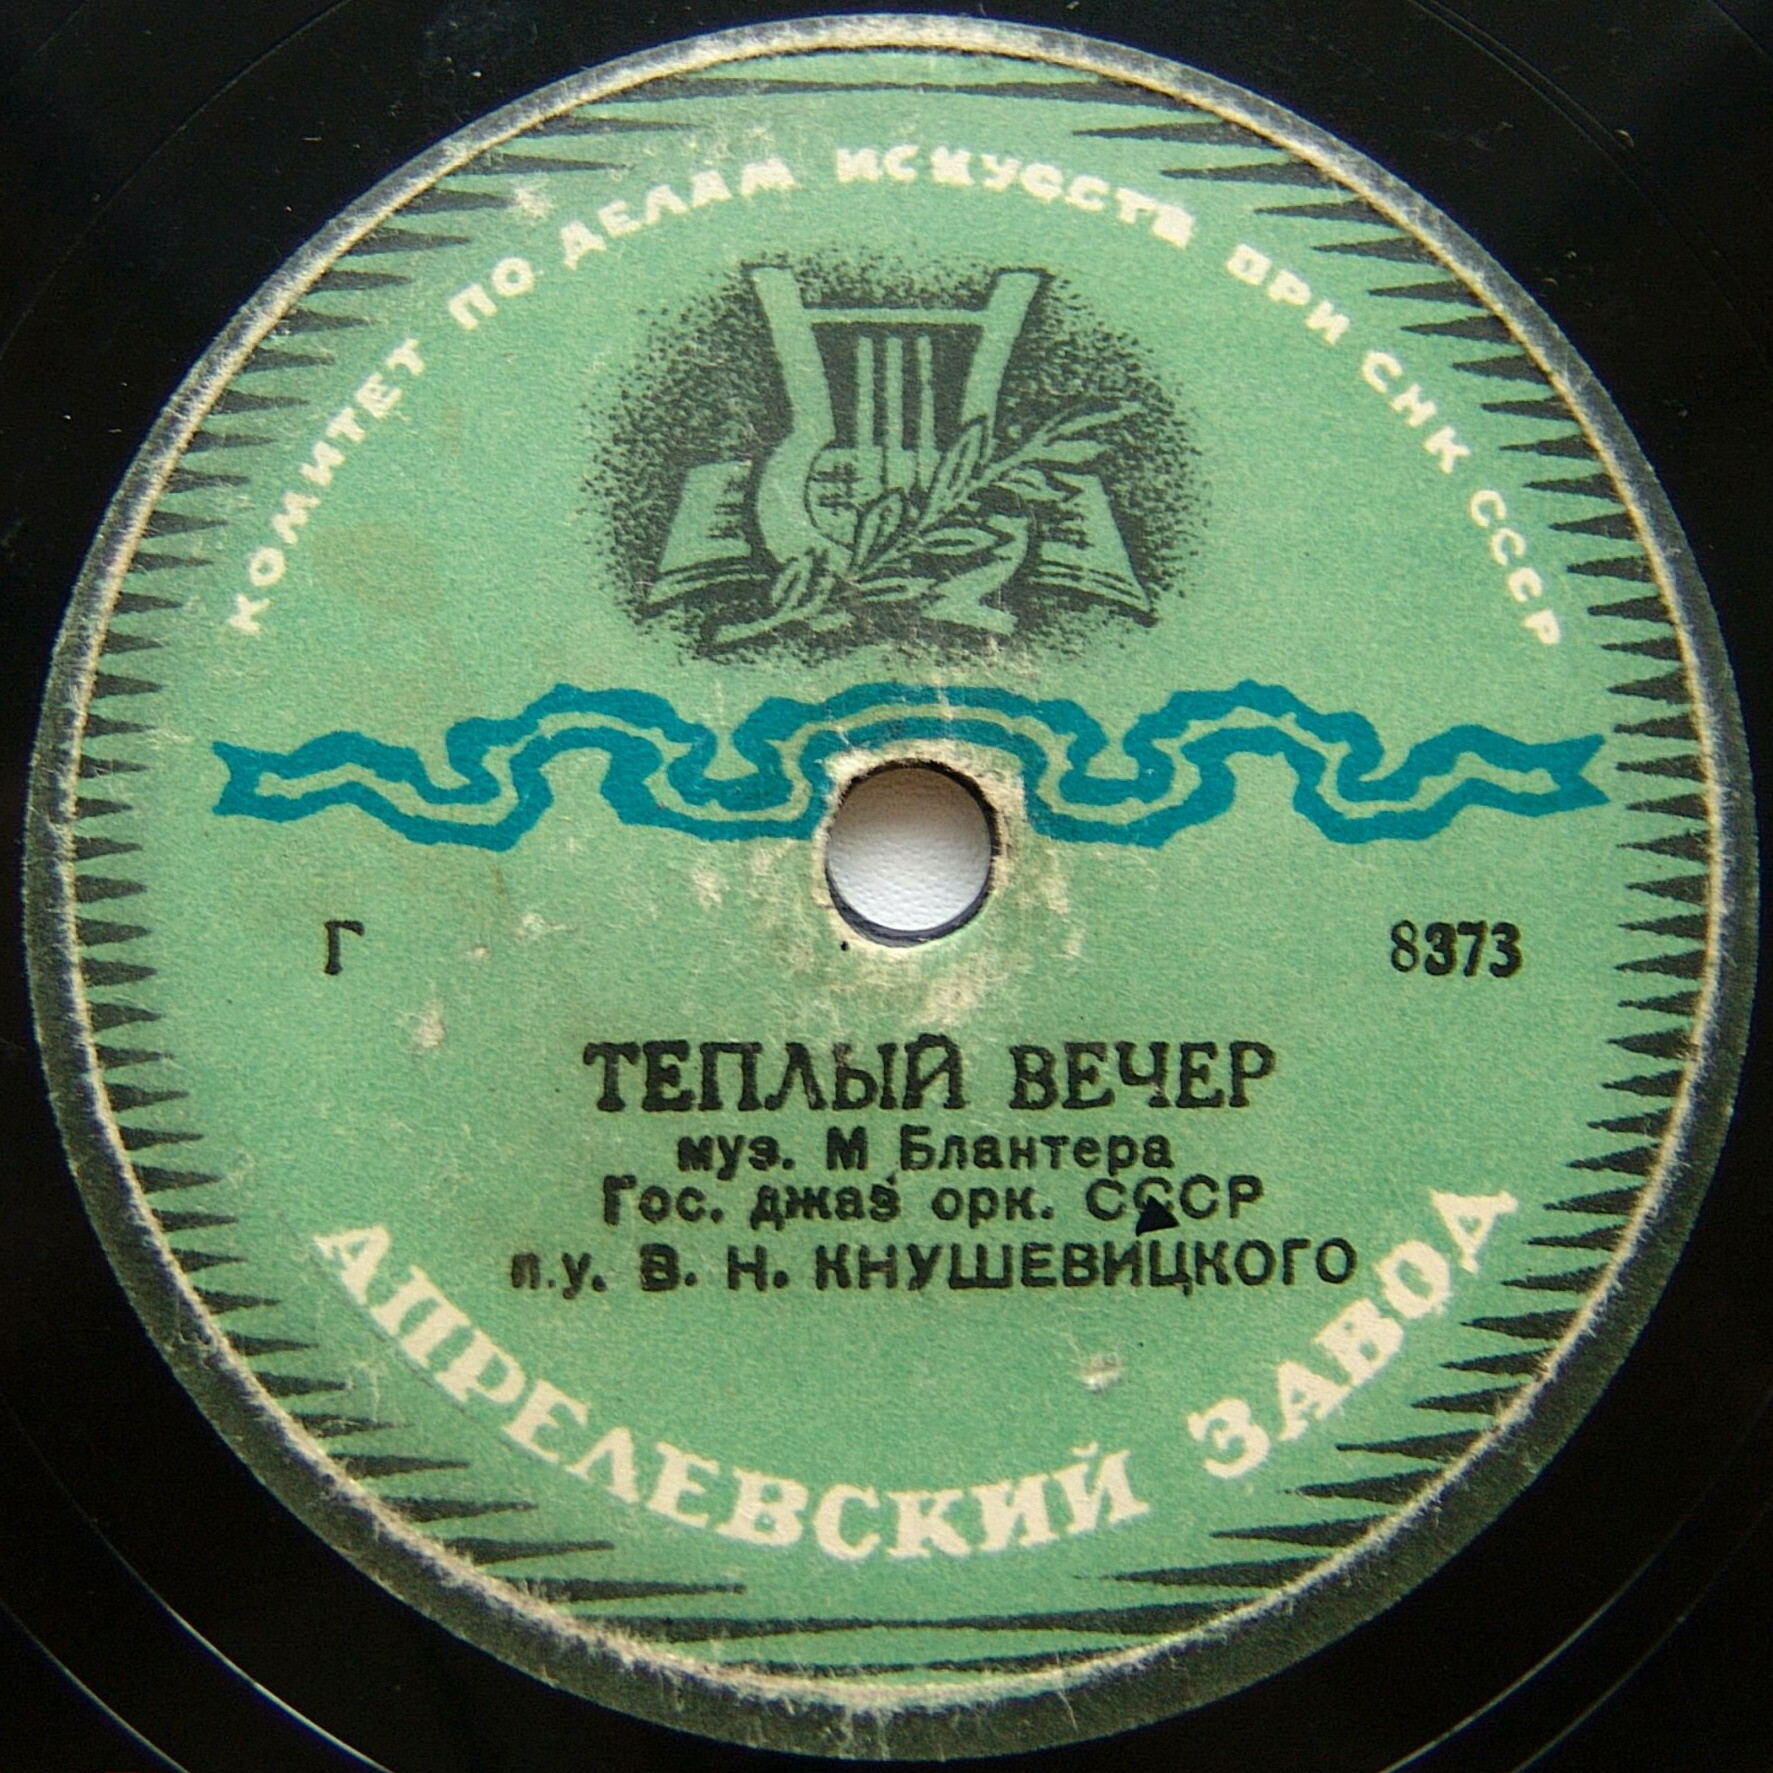 КОМИТЕТ ПО ДЕЛАМ ИСКУССТВ ПРИ СНК СССР
Г 8373
ТЕПЛЫЙ ВЕЧЕР
муз. М Блантера
Гос. джаз орк. СССР
п.у. В. Н. КНУШЕВИЦКОГО
АПРЕЛЕВСКИЙ ЗАВОД